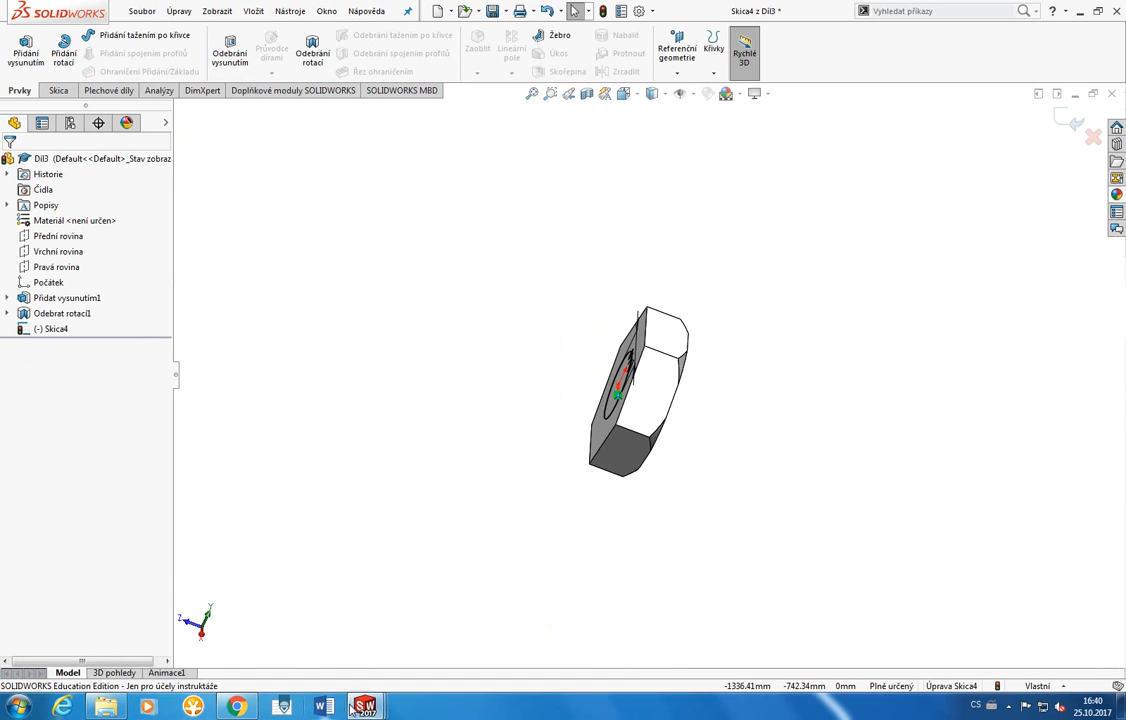 SOLIDWORKS
Soubor
Úpravy
Zobrazit
Vložit
Nástroje
Okno
Nápověda
Skica4 z Díl3 *
Vyhledat příkazy
Přidání vysunutím
Přidání rotací
Přidání tažením po křivce
Přidání spojením profilů
Ohraničení Přidání/Základu
Odebrání vysunutím
Průvodce dírami
Odebrání rotací
Odebrání tažením po křivce
Odebrání spojením profilů
Řez ohraničením
Zaoblit
Lineární pole
Žebro
Úkos
Skořepina
Nabalit
Protnout
Zrcadlit
Referenční geometrie
Křivky
Rychlé 3D
Prvky
Skica
Plechové díly
Analýzy
DimXpert
Doplňkové moduly SOLIDWORKS
SOLIDWORKS MBD
Díl3 (Default<<Default>_Stav zobraz
Historie
Čidla
Popisy
Materiál <není určen>
Přední rovina
Vrchní rovina
Pravá rovina
Počátek
Přidat vysunutím1
Odebrat rotací1
(-) Skica4
Y
Z
X
Model
3D pohledy
Animace1
SOLIDWORKS Education Edition - Jen pro účely instruktáže
-1336.41mm
-742.34mm
0mm
Plně určený
Úprava Skica4
Vlastní
CS
16:40
25.10.2017